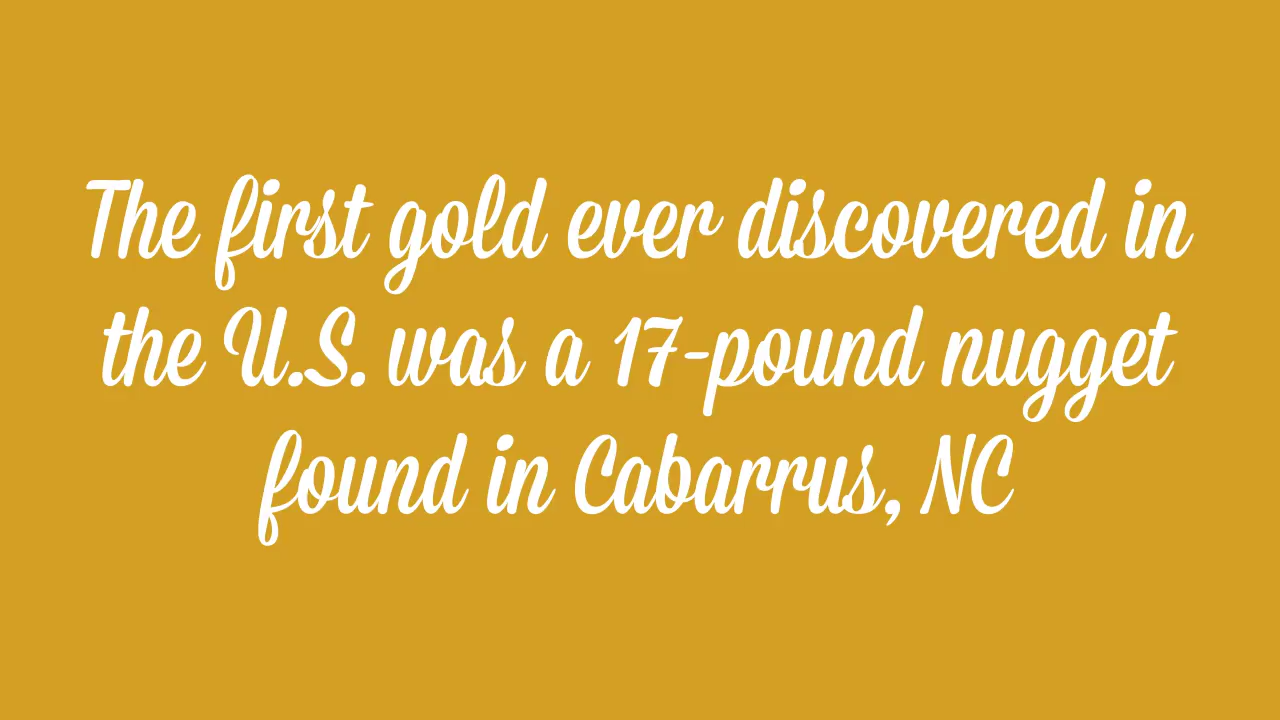 The first gold ever discovered in
the U.S. was a 17-pound nugget
found in Cabarrus, NC